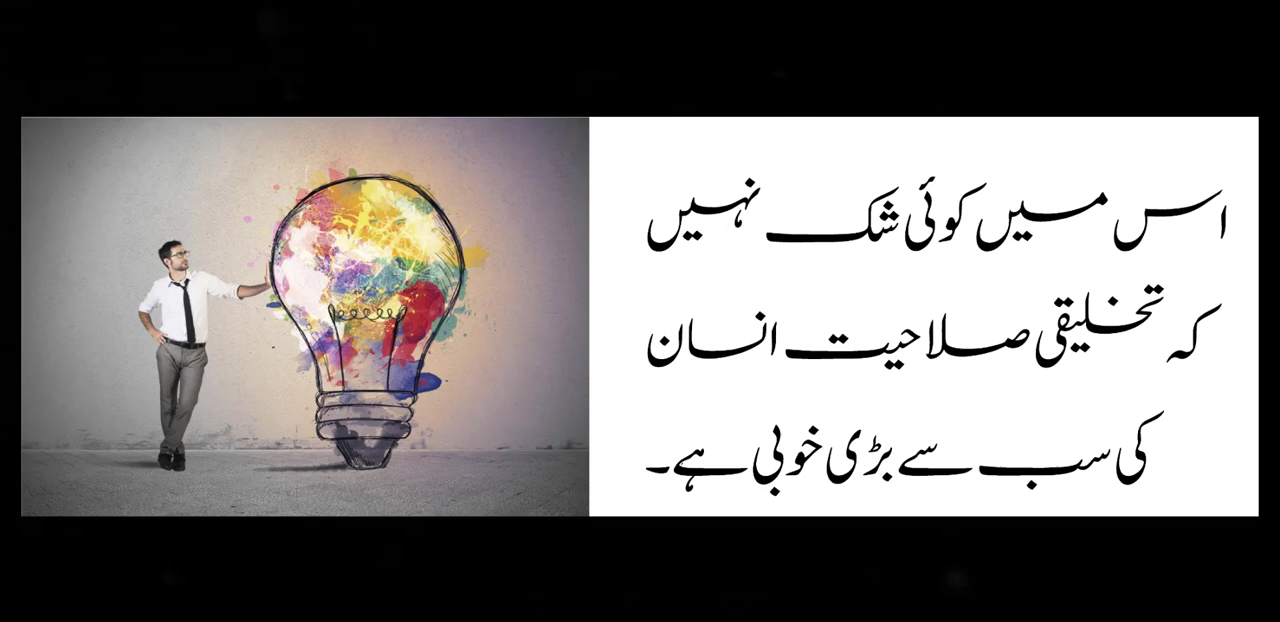 اس میں کوئی شک نہیں
کہ تخلیقی صلاحیت انسان
کی سب سے بڑی خوبی ہے۔